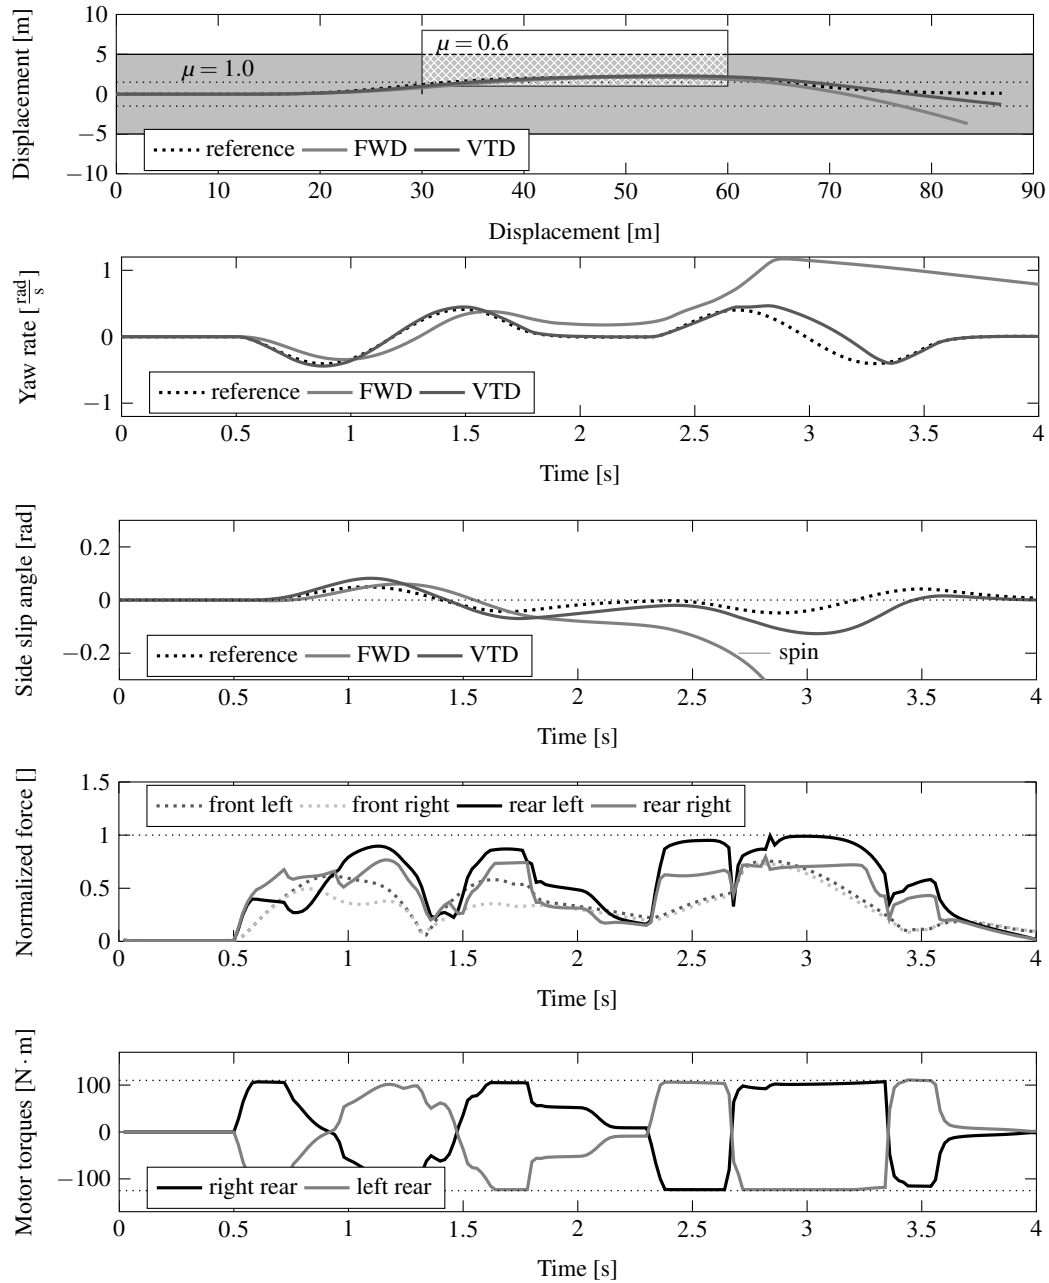 Displacement [m]
10
5
0
−5
−10
μ = 0.6
μ = 1.0
reference FWD VTD
0 10 20 30 40 50 60 70 80 90
Displacement [m]
Yaw rate [rad/s]
1
0
−1
reference FWD VTD
0 0.5 1 1.5 2 2.5 3 3.5 4
Time [s]
Side slip angle [rad]
0.2
0
−0.2
spin
reference FWD VTD
0 0.5 1 1.5 2 2.5 3 3.5 4
Time [s]
Normalized force []
1.5
1
0.5
0
front left front right rear left rear right
0 0.5 1 1.5 2 2.5 3 3.5 4
Time [s]
Motor torques [N·m]
100
0
−100
right rear left rear
0 0.5 1 1.5 2 2.5 3 3.5 4
Time [s]